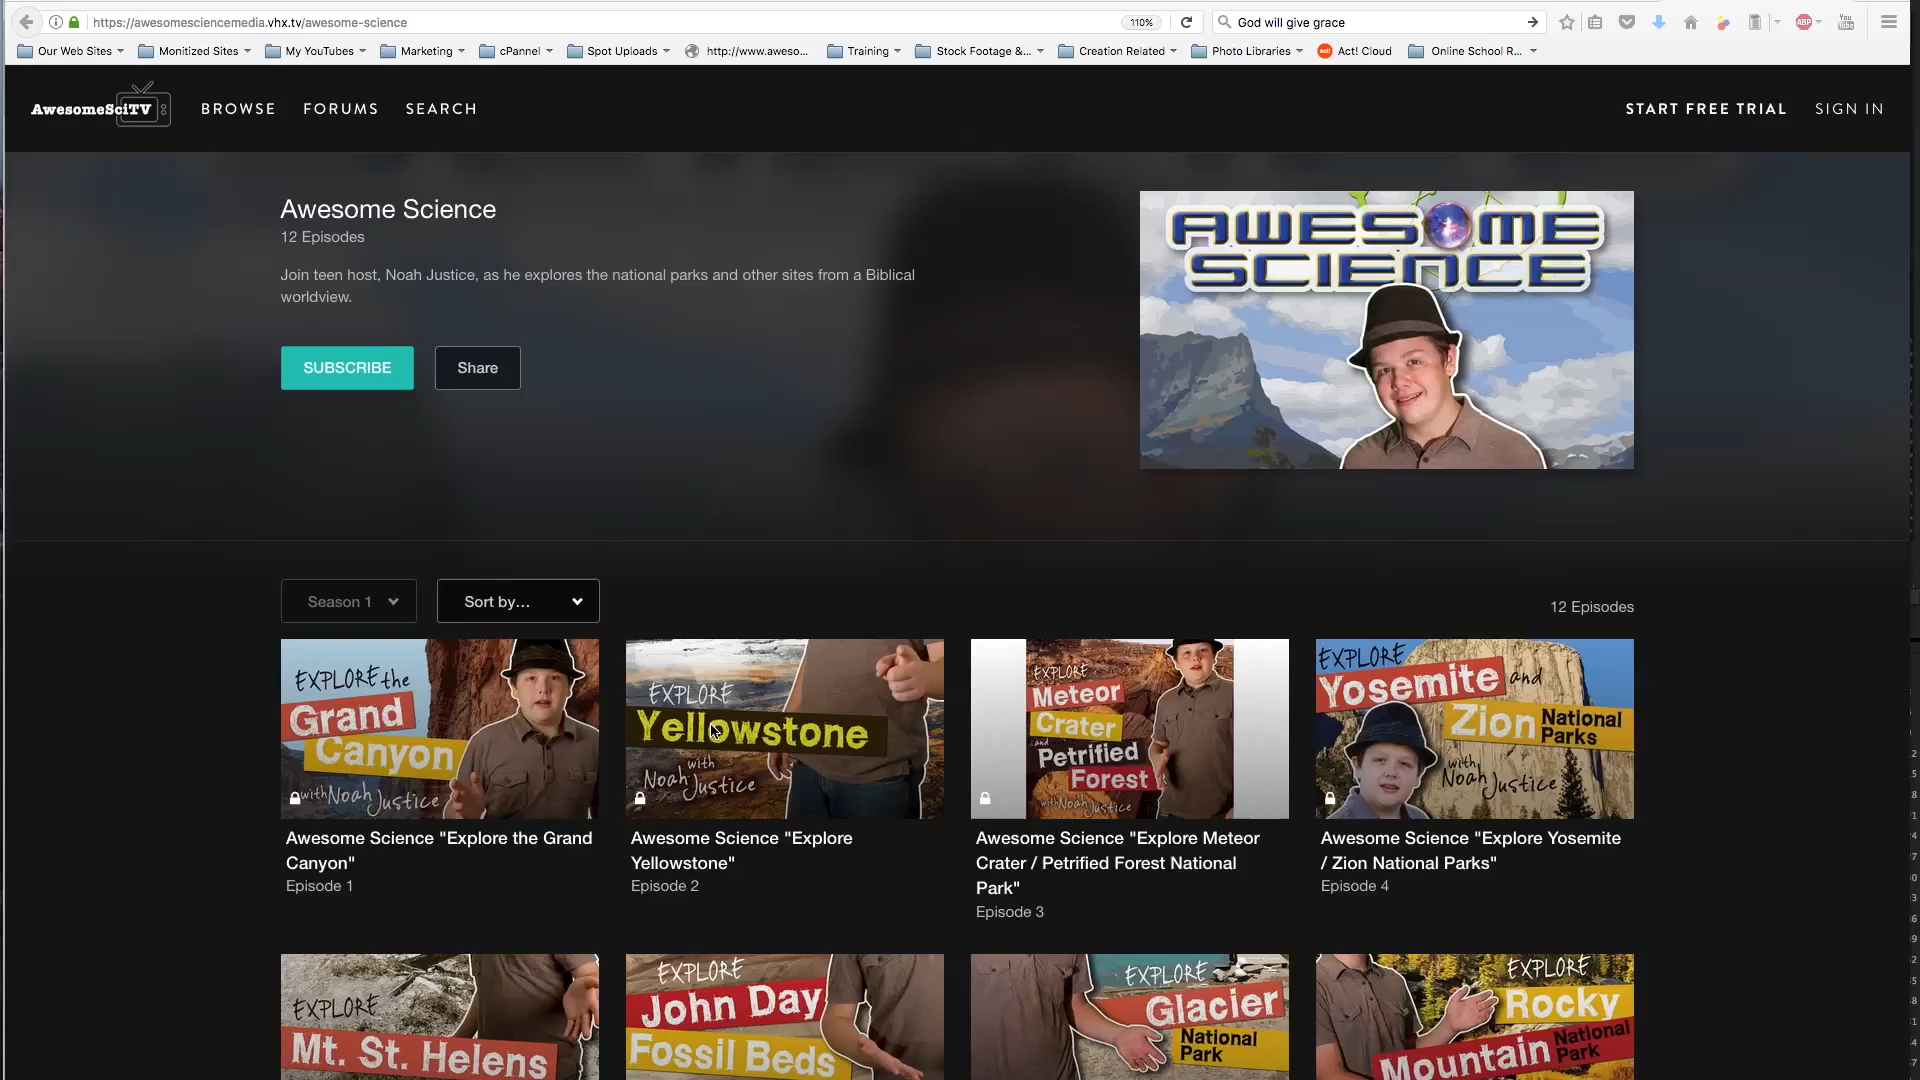 https://awesomesciencemedia.vhx.tv/awesome-science
110%
God will give grace
ABP
You Tube
Our Web Sites
Monitized Sites
My YouTubes
Marketing
cPannel
Spot Uploads
http://www.aweso...
Training
Stock Footage &...
Creation Related
Photo Libraries
act!
Act! Cloud
Online School R...
AwesomeSciTV
BROWSE
FORUMS
SEARCH
START FREE TRIAL
SIGN IN
Awesome Science
12 Episodes
Join teen host, Noah Justice, as he explores the national parks and other sites from a Biblical
worldview.
SUBSCRIBE
Share
AWESOME
SCIENCE
Season 1
Sort by...
12 Episodes
EXPLORE the
Grand
Canyon
with Noah Justice
EXPLORE
Yellowstone
with
Noah Justice
EXPLORE
Meteor
Crater
and
Petrified
Forest
with Noah Justice
EXPLORE
Yosemite and
Zion National
Parks
with
Noah Justice
Awesome Science "Explore the Grand
Canyon"
Episode 1
Awesome Science "Explore
Yellowstone"
Episode 2
Awesome Science "Explore Meteor
Crater / Petrified Forest National
Park"
Episode 3
Awesome Science "Explore Yosemite
/ Zion National Parks"
Episode 4
EXPLORE
Mt. St. Helens
EXPLORE
John Day
Fossil Beds
EXPLORE
Glacier
National
Park
EXPLORE
Rocky
Mountain National
Park